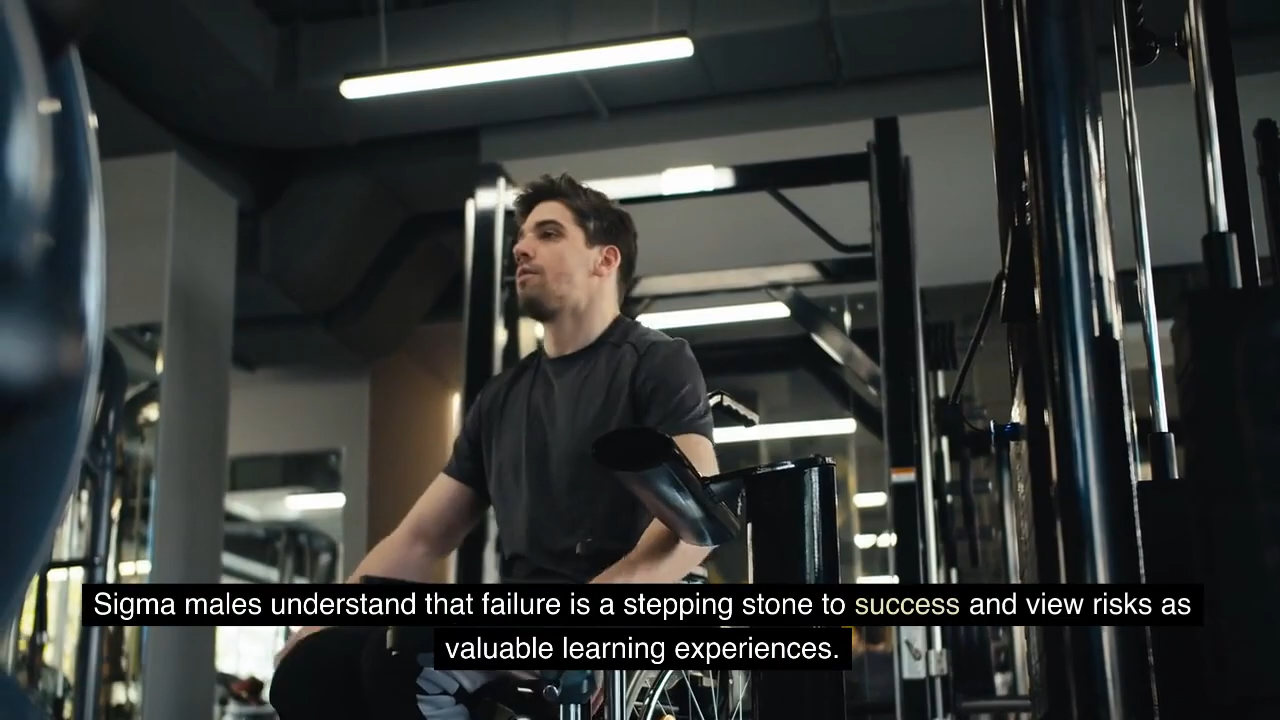 Sigma males understand that failure is a stepping stone to success and view risks as
valuable learning experiences.